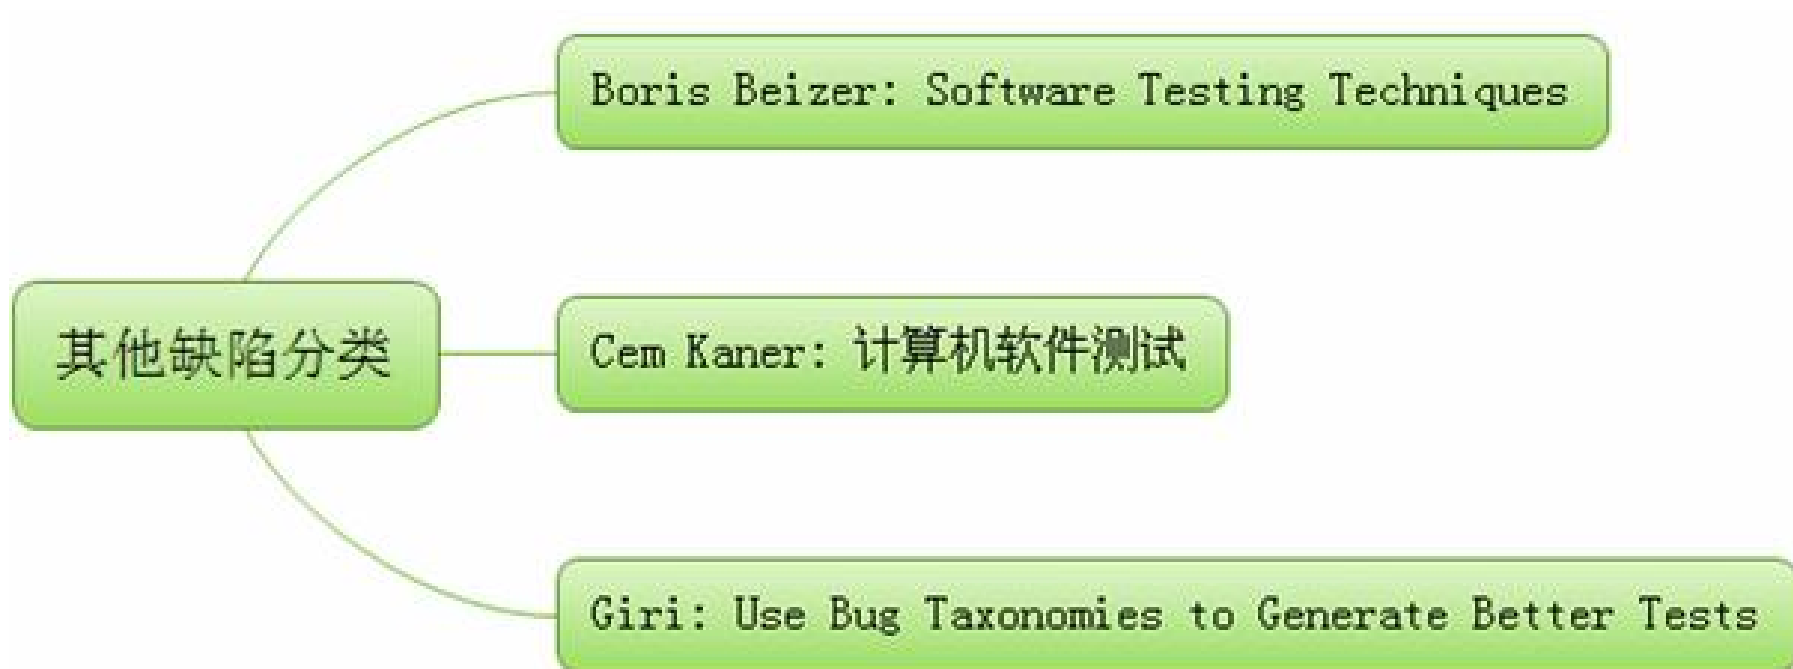 Boris Beizer: Software Testing Techniques
其他缺陷分类
Cem Kaner: 计算机软件测试
Giri: Use Bug Taxonomies to Generate Better Tests